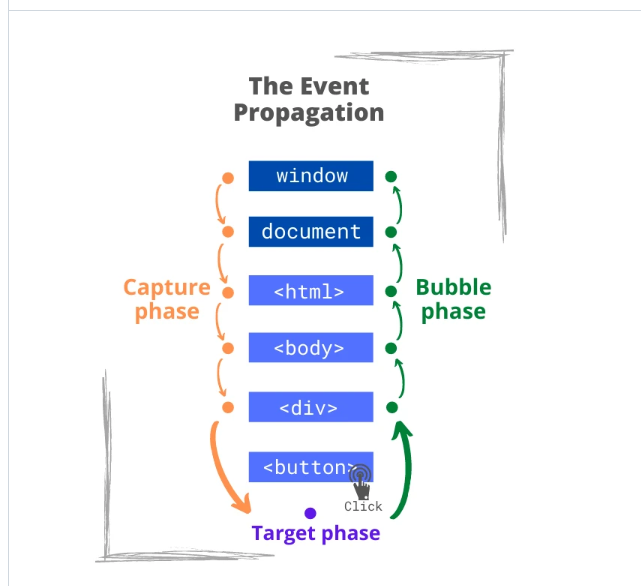 The Event
Propagation
window
document
Capture
phase
<html>
Bubble
phase
<body>
<div>
<button>
Click
Target phase